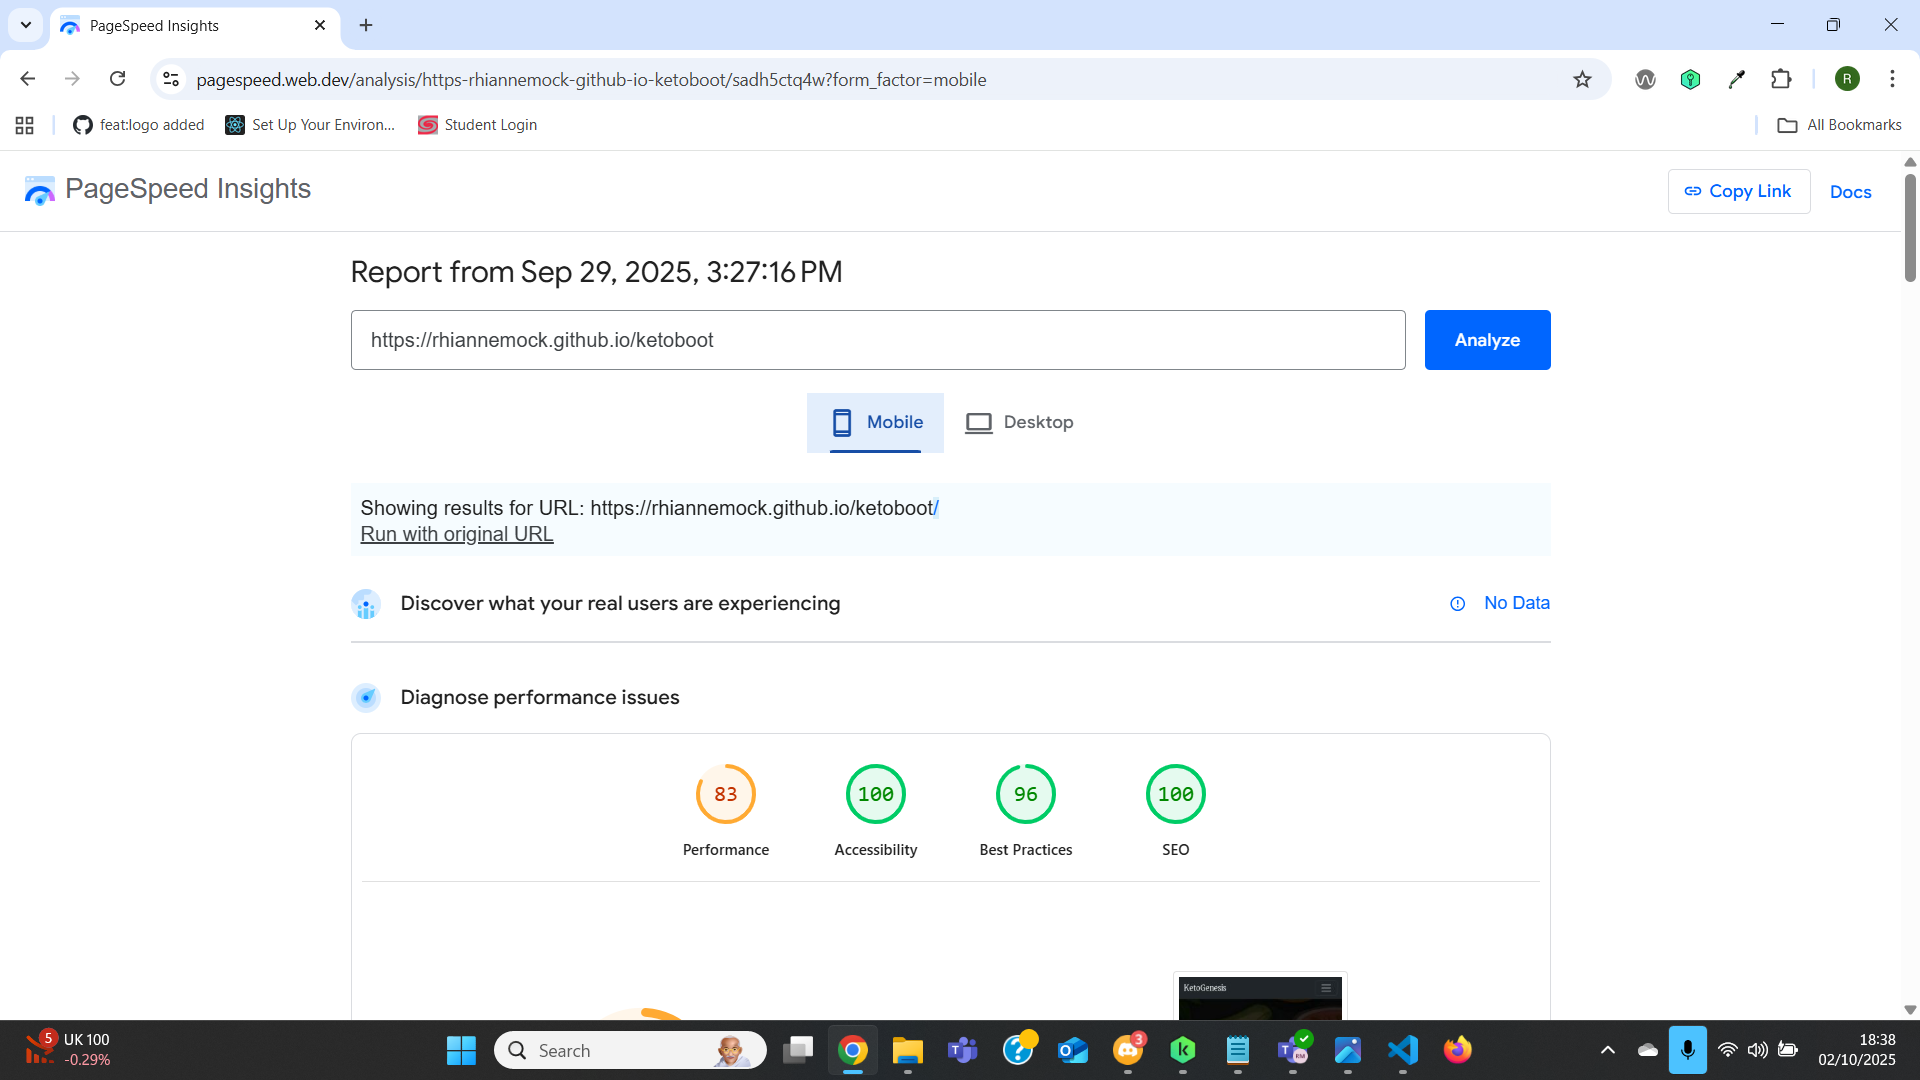 PageSpeed Insights
pagespeed.web.dev/analysis/https-rhiannemock-github-io-ketoboot/sadh5ctq4w?form_factor=mobile
R
feat:logo added
Set Up Your Environ...
Student Login
All Bookmarks
PageSpeed Insights
Copy Link
Docs
Report from Sep 29, 2025, 3:27:16 PM
https://rhiannemock.github.io/ketoboot
Analyze
Mobile
Desktop
Showing results for URL: https://rhiannemock.github.io/ketoboot/
Run with original URL
Discover what your real users are experiencing
No Data
Diagnose performance issues
83
100
96
100
Performance
Accessibility
Best Practices
SEO
KetoGenesis
5
UK 100
-0.29%
Search
3
RM
18:38
02/10/2025